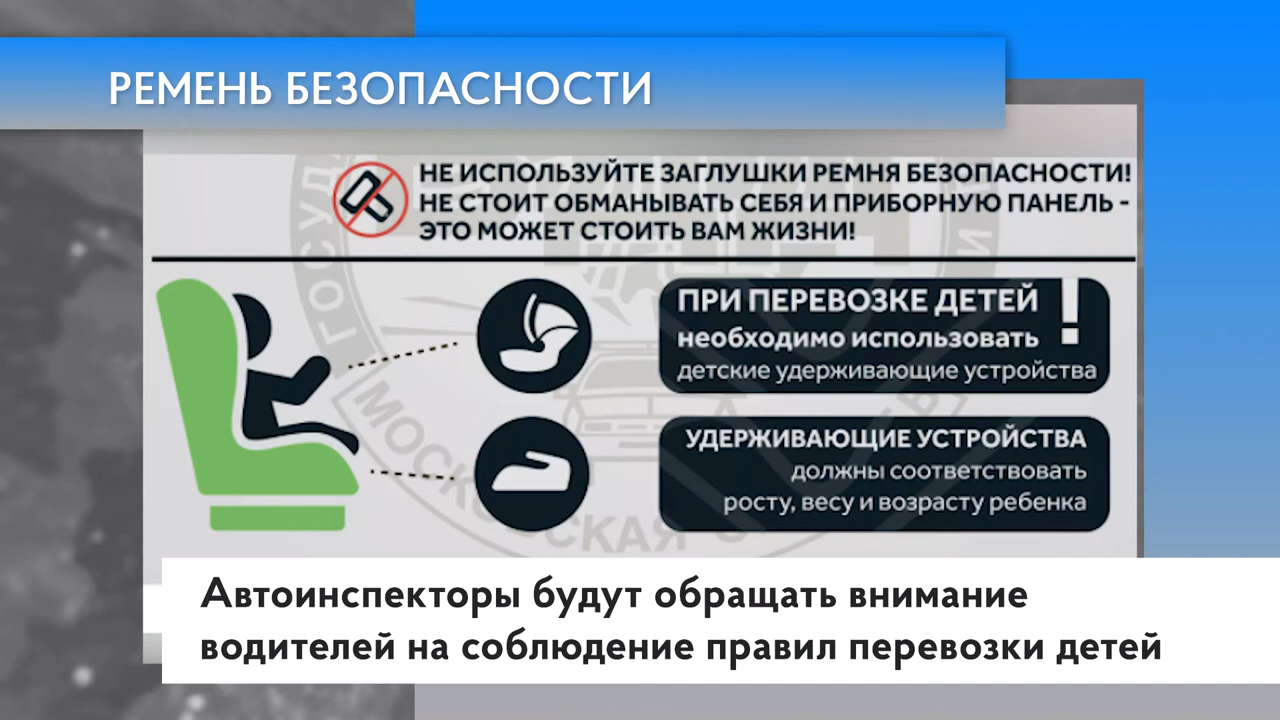 РЕМЕНЬ БЕЗОПАСНОСТИ
НЕ ИСПОЛЬЗУЙТЕ ЗАГЛУШКИ РЕМНЯ БЕЗОПАСНОСТИ!
НЕ СТОИТ ОБМАНЫВАТЬ СЕБЯ И ПРИБОРНУЮ ПАНЕЛЬ -
ЭТО МОЖЕТ СТОИТЬ ВАМ ЖИЗНИ!
ПРИ ПЕРЕВОЗКЕ ДЕТЕЙ !
необходимо использовать
детские удерживающие устройства
УДЕРЖИВАЮЩИЕ УСТРОЙСТВА
должны соответствовать
росту, весу и возрасту ребенка
Автоинспекторы будут обращать внимание
водителей на соблюдение правил перевозки детей